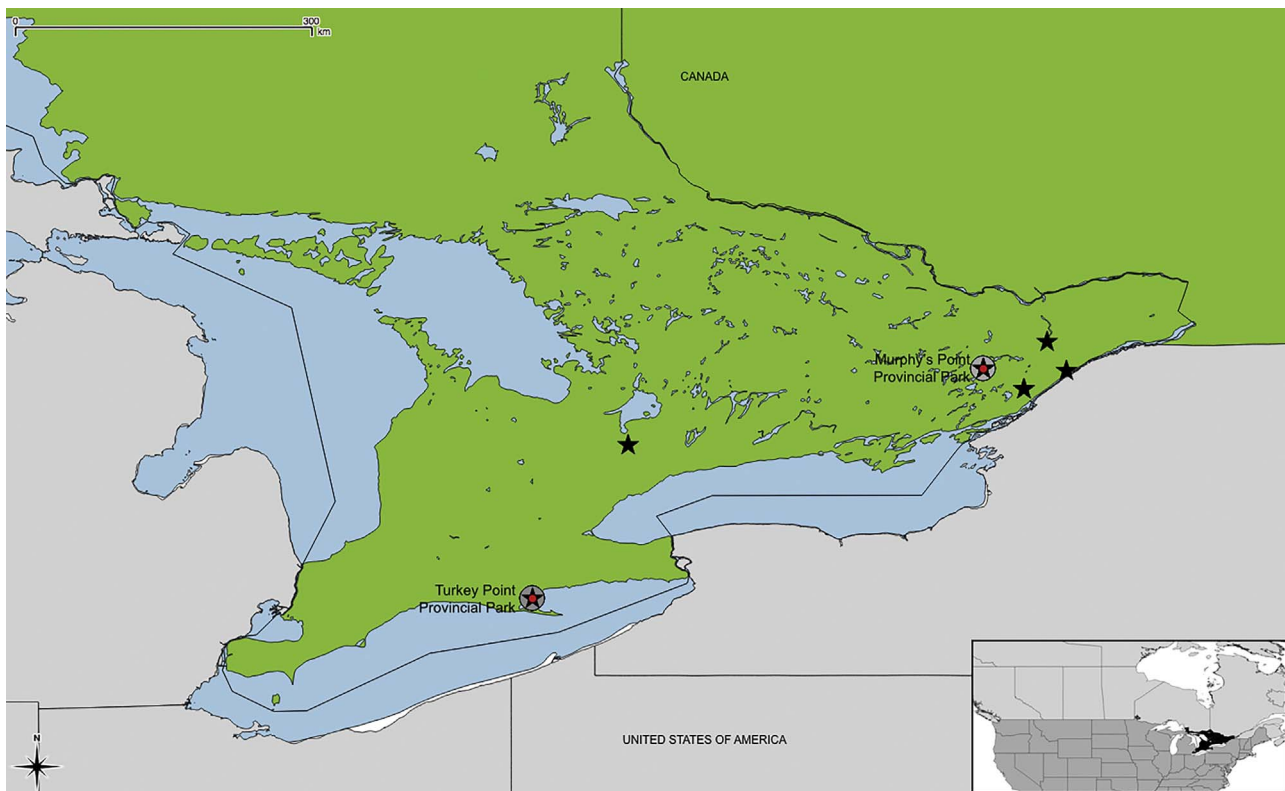 0 300
km
CANADA
Murphy's Point
Provincial Park
Turkey Point
Provincial Park
UNITED STATES OF AMERICA
N